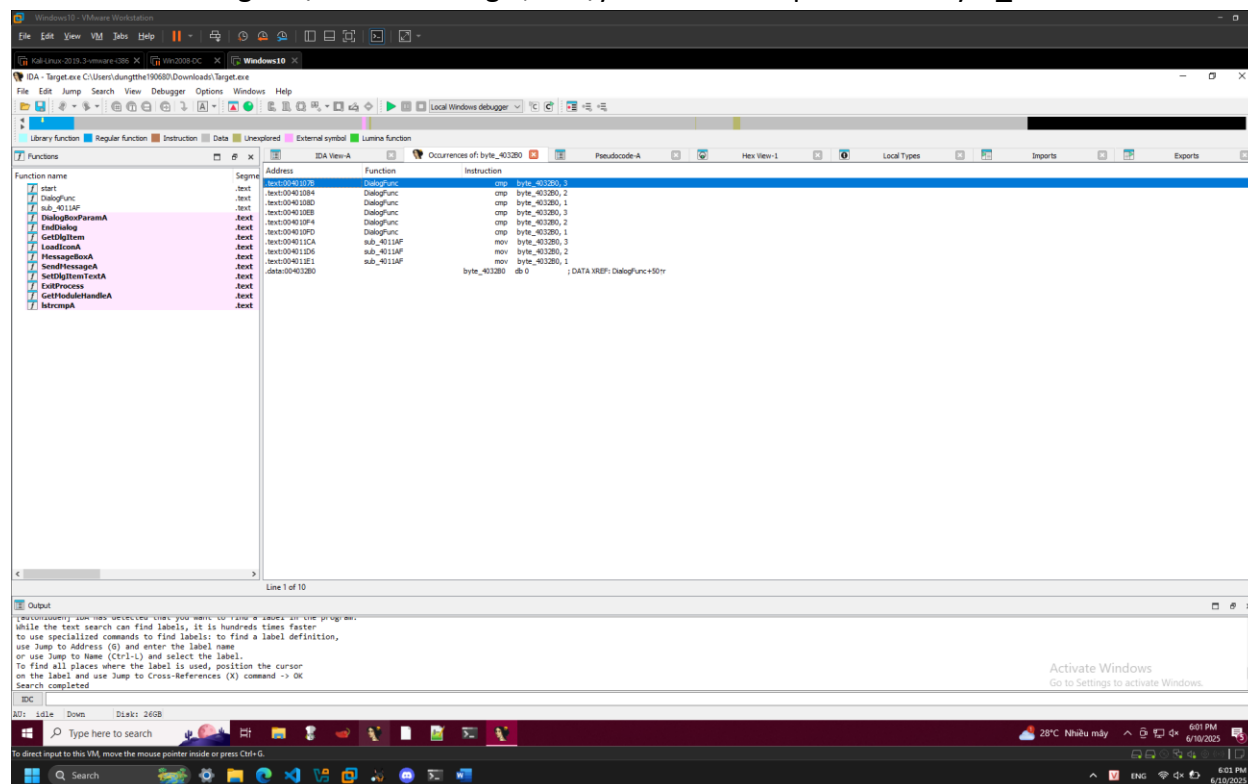 Windows10 - VMware Workstation
File Edit View VM Tabs Help
Kali-Linux-2019.3-vmware-i386 Win2008-DC Windows10
IDA - Target.exe C:\Users\dungtthe190680\Downloads\Target.exe
File Edit Jump Search View Debugger Options Windows Help
Local Windows debugger
Library function Regular function Instruction Data Unexplored External symbol Lumina function
Functions
IDA View-A Occurrences of: byte_4032B0 Pseudocode-A Hex View-1 Local Types Imports Exports
Function name Segme
start .text
DialogFunc .text
sub_4011AF .text
DialogBoxParamA .text
EndDialog .text
GetDlgItem .text
LoadIconA .text
MessageBoxA .text
SendMessageA .text
SetDlgItemTextA .text
ExitProcess .text
GetModuleHandleA .text
lstrcmpA .text
Address Function Instruction
.text:0040107B DialogFunc cmp byte_4032B0, 3
.text:00401084 DialogFunc cmp byte_4032B0, 2
.text:0040108D DialogFunc cmp byte_4032B0, 1
.text:004010EB DialogFunc cmp byte_4032B0, 3
.text:004010F4 DialogFunc cmp byte_4032B0, 2
.text:004010FD DialogFunc cmp byte_4032B0, 1
.text:004011CA sub_4011AF mov byte_4032B0, 3
.text:004011D6 sub_4011AF mov byte_4032B0, 2
.text:004011E1 sub_4011AF mov byte_4032B0, 1
.data:004032B0 byte_4032B0 db 0 ; DATA XREF: DialogFunc+50↑r
Line 1 of 10
Output
[autohidden] IDA has detected that you want to find a label in the program.
While the text search can find labels, it is hundreds times faster
to use specialized commands to find labels: to find a label definition,
use Jump to Address (G) and enter the label name
or use Jump to Name (Ctrl-L) and select the label.
To find all places where the label is used, position the cursor
on the label and use Jump to Cross-References (X) command -> OK
Search completed
IDC
AU: idle Down Disk: 26GB
Activate Windows
Go to Settings to activate Windows.
Type here to search
28°C Nhiều mây
6:01 PM
6/10/2025
To direct input to this VM, move the mouse pointer inside or press Ctrl+G.
Search
ENG
6:01 PM
6/10/2025